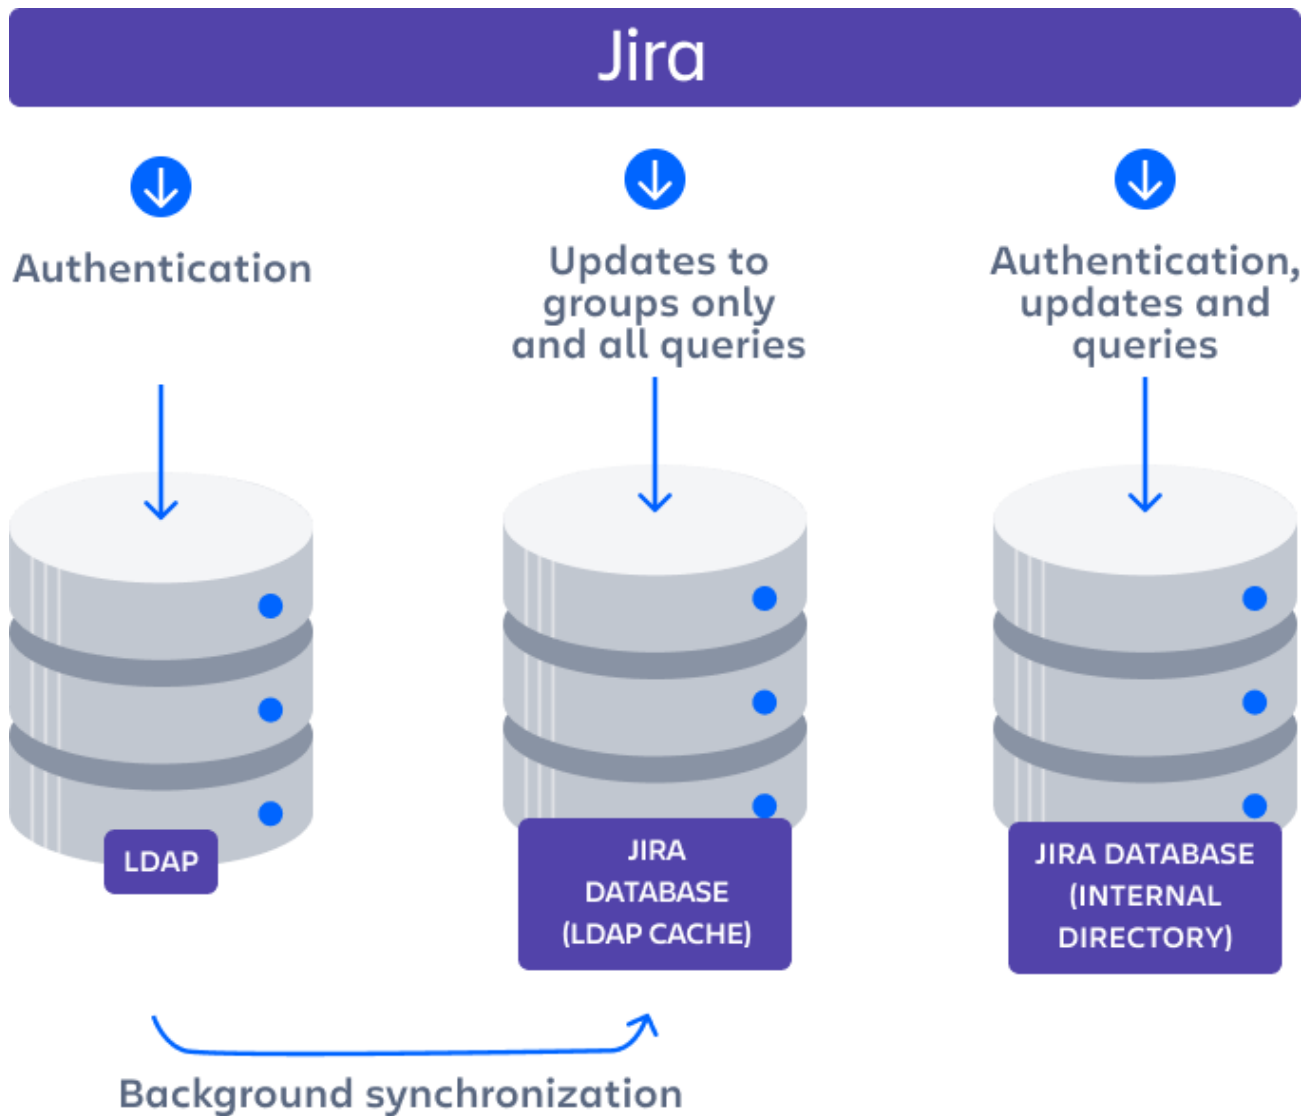 Jira
Authentication
Updates to
groups only
and all queries
Authentication,
updates and
queries
LDAP
JIRA
DATABASE
(LDAP CACHE)
JIRA DATABASE
(INTERNAL
DIRECTORY)
Background synchronization